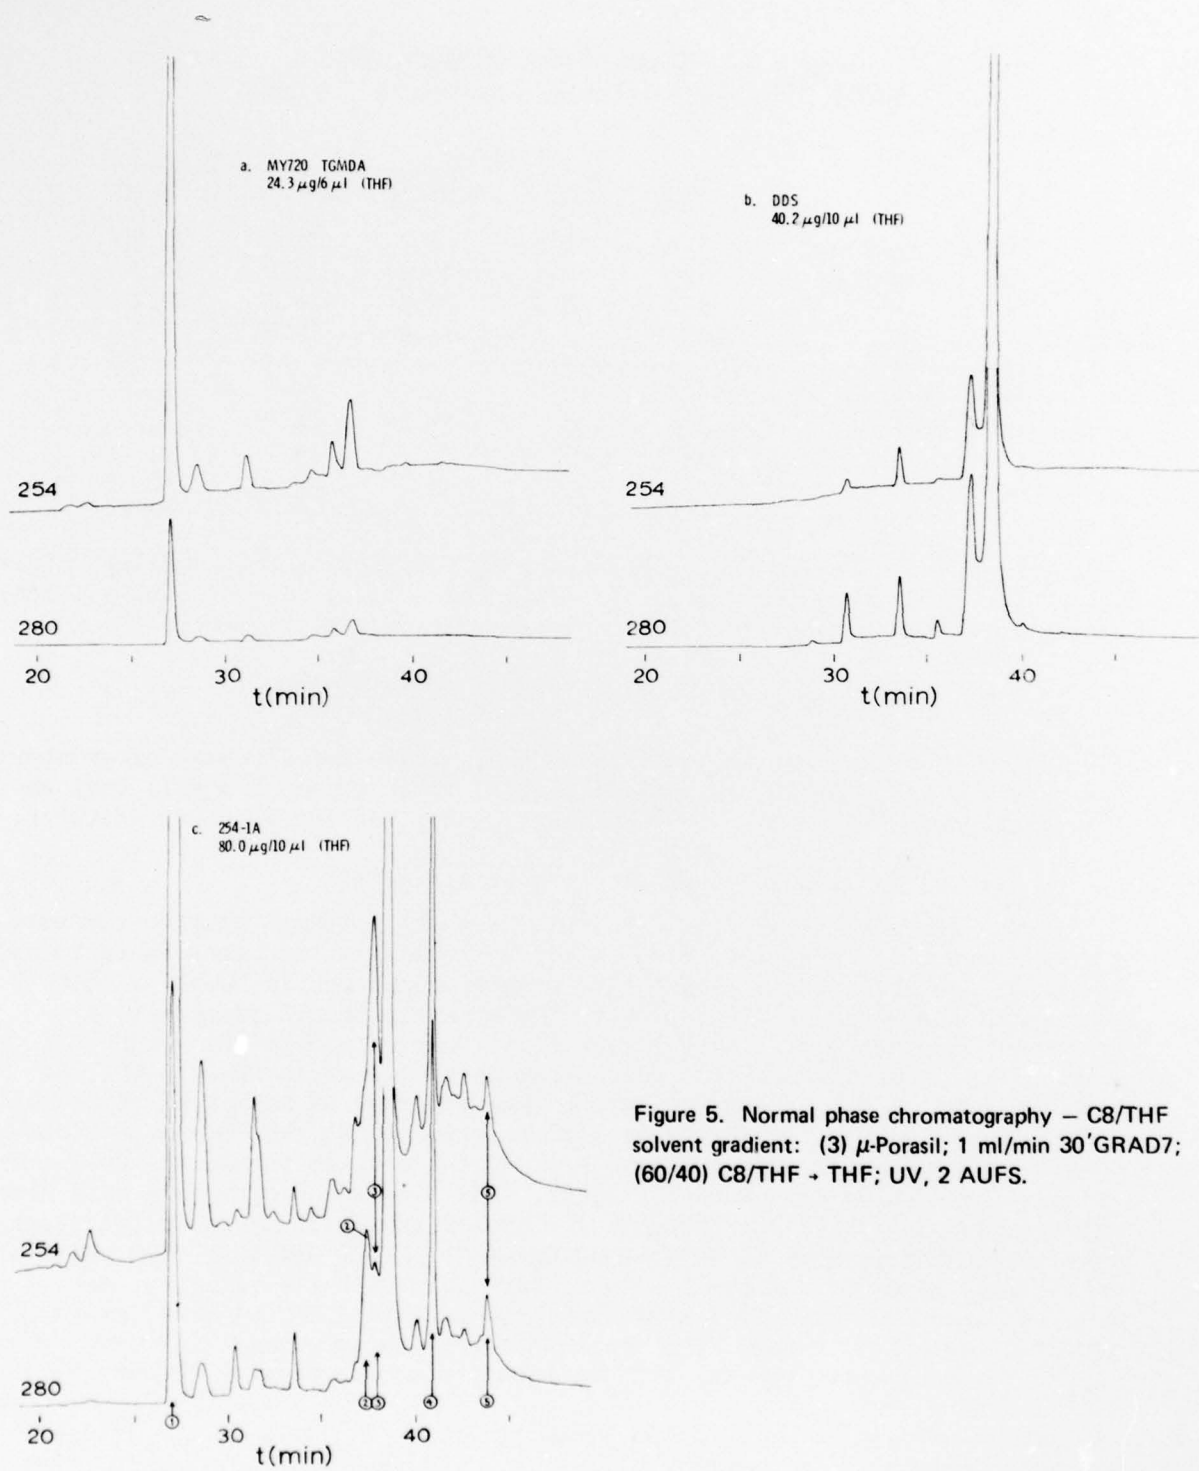 a. MY720 TGMDA
24.3 μg/6 μl (THF)
254
280
20 30 40
t(min)
b. DDS
40.2 μg/10 μl (THF)
254
280
20 30 40
t(min)
c. 254-1A
80.0 μg/10 μl (THF)
③ ⑤
②
254
280
① ② ③ ④ ⑤
20 30 40
t(min)
Figure 5. Normal phase chromatography – C8/THF
solvent gradient: (3) μ-Porasil; 1 ml/min 30'GRAD7;
(60/40) C8/THF → THF; UV, 2 AUFS.